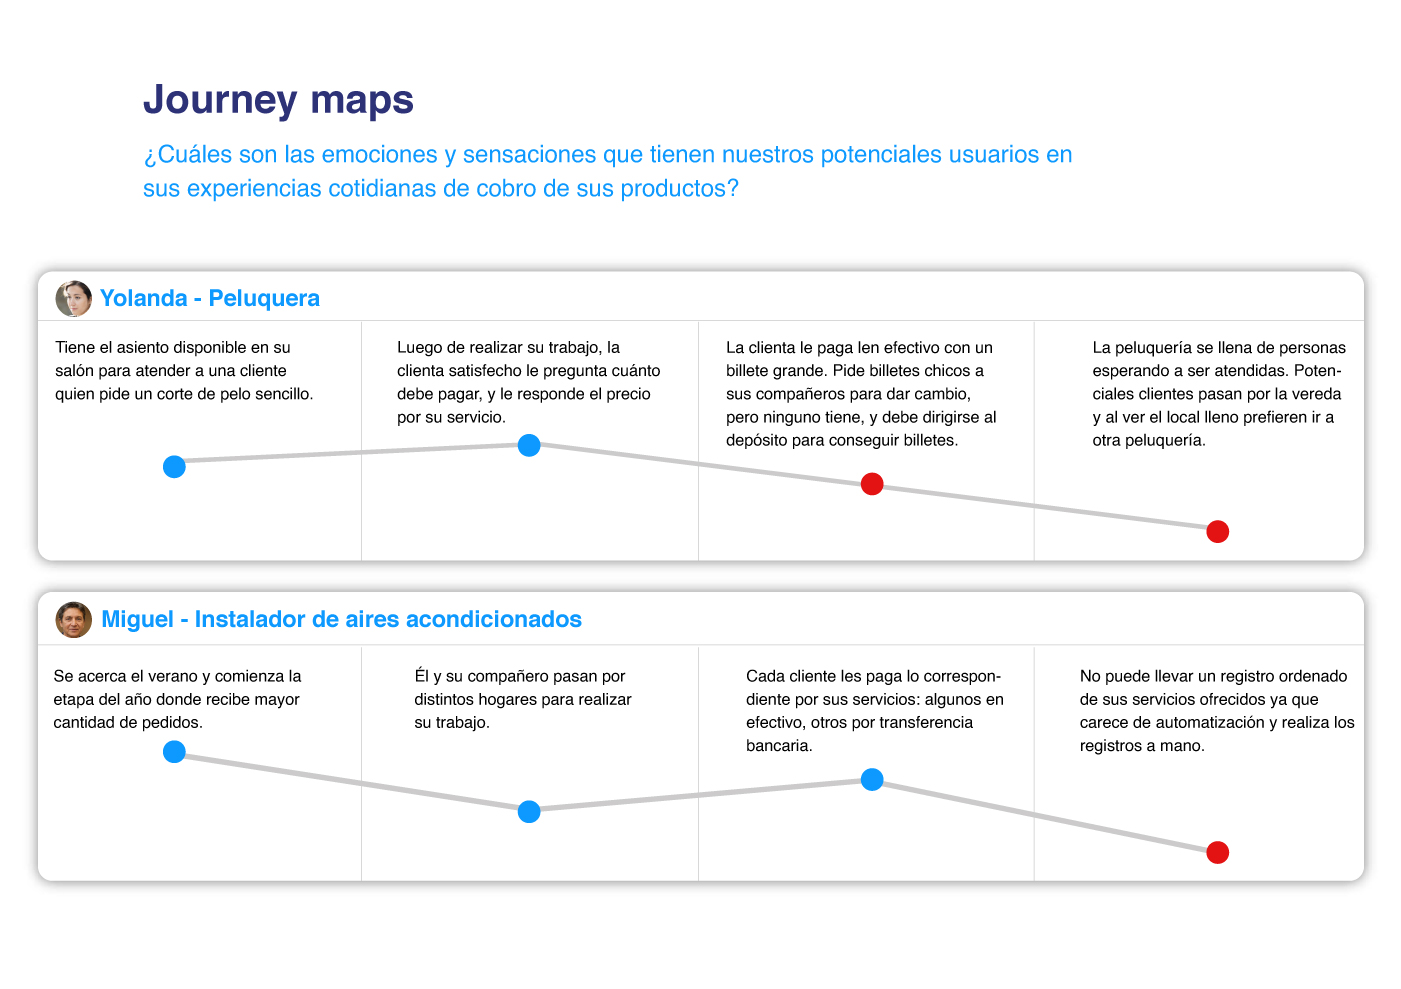 Journey maps
¿Cuáles son las emociones y sensaciones que tienen nuestros potenciales usuarios en
sus experiencias cotidianas de cobro de sus productos?
Yolanda - Peluquera
Tiene el asiento disponible en su
salón para atender a una cliente
quien pide un corte de pelo sencillo.
Luego de realizar su trabajo, la
clienta satisfecho le pregunta cuánto
debe pagar, y le responde el precio
por su servicio.
La clienta le paga len efectivo con un
billete grande. Pide billetes chicos a
sus compañeros para dar cambio,
pero ninguno tiene, y debe dirigirse al
depósito para conseguir billetes.
La peluquería se llena de personas
esperando a ser atendidas. Poten-
ciales clientes pasan por la vereda
y al ver el local lleno prefieren ir a
otra peluquería.
Miguel - Instalador de aires acondicionados
Se acerca el verano y comienza la
etapa del año donde recibe mayor
cantidad de pedidos.
Él y su compañero pasan por
distintos hogares para realizar
su trabajo.
Cada cliente les paga lo correspon-
diente por sus servicios: algunos en
efectivo, otros por transferencia
bancaria.
No puede llevar un registro ordenado
de sus servicios ofrecidos ya que
carece de automatización y realiza los
registros a mano.